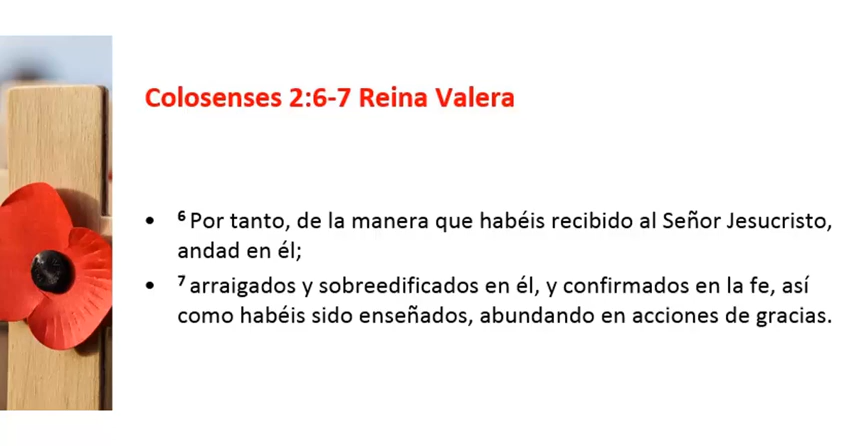 Colosenses 2:6-7 Reina Valera
• ⁶ Por tanto, de la manera que habéis recibido al Señor Jesucristo,
andad en él;
• ⁷ arraigados y sobreedificados en él, y confirmados en la fe, así
como habéis sido enseñados, abundando en acciones de gracias.